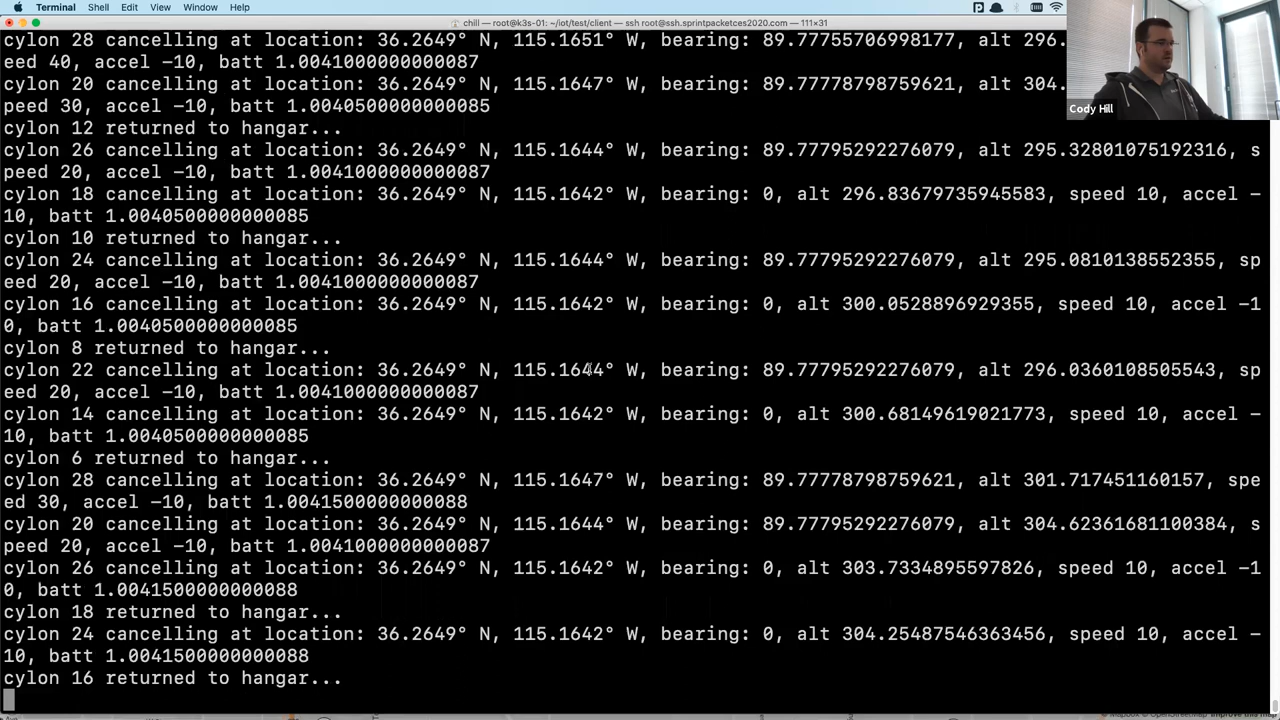 Terminal Shell Edit View Window Help
chill — root@k3s-01: ~/iot/test/client — ssh root@ssh.sprintpacketces2020.com — 111×31
cylon 28 cancelling at location: 36.2649° N, 115.1651° W, bearing: 89.77755706998177, alt 296.
eed 40, accel -10, batt 1.0041000000000087
cylon 20 cancelling at location: 36.2649° N, 115.1647° W, bearing: 89.77778798759621, alt 304.
peed 30, accel -10, batt 1.0040500000000085
cylon 12 returned to hangar...
cylon 26 cancelling at location: 36.2649° N, 115.1644° W, bearing: 89.77795292276079, alt 295.32801075192316, s
peed 20, accel -10, batt 1.0041000000000087
cylon 18 cancelling at location: 36.2649° N, 115.1642° W, bearing: 0, alt 296.83679735945583, speed 10, accel -
10, batt 1.0040500000000085
cylon 10 returned to hangar...
cylon 24 cancelling at location: 36.2649° N, 115.1644° W, bearing: 89.77795292276079, alt 295.0810138552355, sp
eed 20, accel -10, batt 1.0041000000000087
cylon 16 cancelling at location: 36.2649° N, 115.1642° W, bearing: 0, alt 300.0528896929355, speed 10, accel -1
0, batt 1.0040500000000085
cylon 8 returned to hangar...
cylon 22 cancelling at location: 36.2649° N, 115.1644° W, bearing: 89.77795292276079, alt 296.0360108505543, sp
eed 20, accel -10, batt 1.0041000000000087
cylon 14 cancelling at location: 36.2649° N, 115.1642° W, bearing: 0, alt 300.68149619021773, speed 10, accel -
10, batt 1.0040500000000085
cylon 6 returned to hangar...
cylon 28 cancelling at location: 36.2649° N, 115.1647° W, bearing: 89.77778798759621, alt 301.717451160157, spe
ed 30, accel -10, batt 1.0041500000000088
cylon 20 cancelling at location: 36.2649° N, 115.1644° W, bearing: 89.77795292276079, alt 304.62361681100384, s
peed 20, accel -10, batt 1.0041000000000087
cylon 26 cancelling at location: 36.2649° N, 115.1642° W, bearing: 0, alt 303.7334895597826, speed 10, accel -1
0, batt 1.0041500000000088
cylon 18 returned to hangar...
cylon 24 cancelling at location: 36.2649° N, 115.1642° W, bearing: 0, alt 304.25487546363456, speed 10, accel -
10, batt 1.0041500000000088
cylon 16 returned to hangar...
Cody Hill